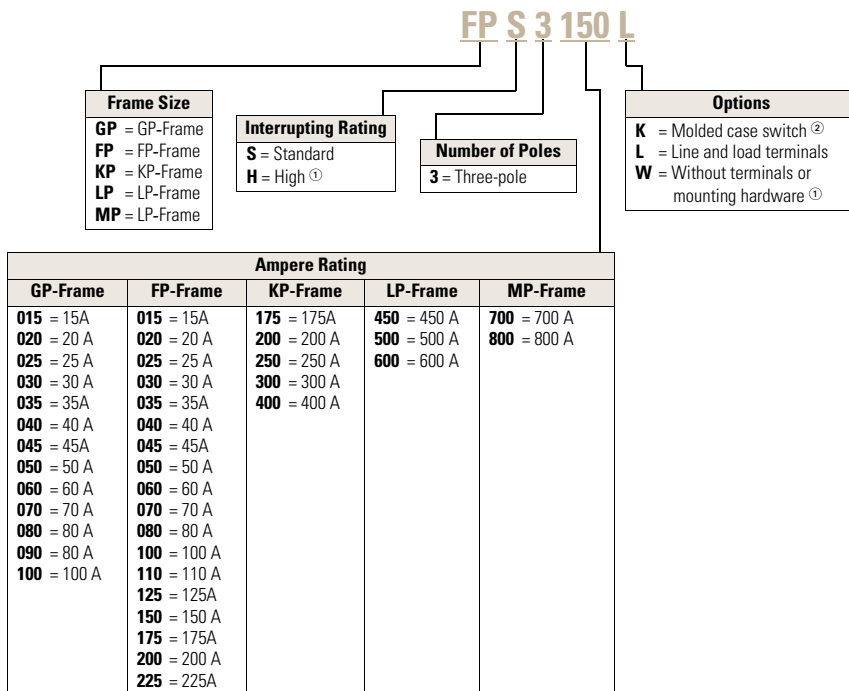 FP S 3 150 L
Frame Size
GP = GP-Frame
FP = FP-Frame
KP = KP-Frame
LP = LP-Frame
MP = LP-Frame
Interrupting Rating
S = Standard
H = High ①
Number of Poles
3 = Three-pole
Options
K = Molded case switch ②
L = Line and load terminals
W = Without terminals or
mounting hardware ①
Ampere Rating
GP-Frame FP-Frame KP-Frame LP-Frame MP-Frame
015 = 15A 015 = 15A 175 = 175A 450 = 450 A 700 = 700 A
020 = 20 A 020 = 20 A 200 = 200 A 500 = 500 A 800 = 800 A
025 = 25 A 025 = 25 A 250 = 250 A 600 = 600 A
030 = 30 A 030 = 30 A 300 = 300 A
035 = 35A 035 = 35A 400 = 400 A
040 = 40 A 040 = 40 A
045 = 45A 045 = 45A
050 = 50 A 050 = 50 A
060 = 60 A 060 = 60 A
070 = 70 A 070 = 70 A
080 = 80 A 080 = 80 A
090 = 80 A 100 = 100 A
100 = 100 A 110 = 110 A
125 = 125A
150 = 150 A
175 = 175A
200 = 200 A
225 = 225A